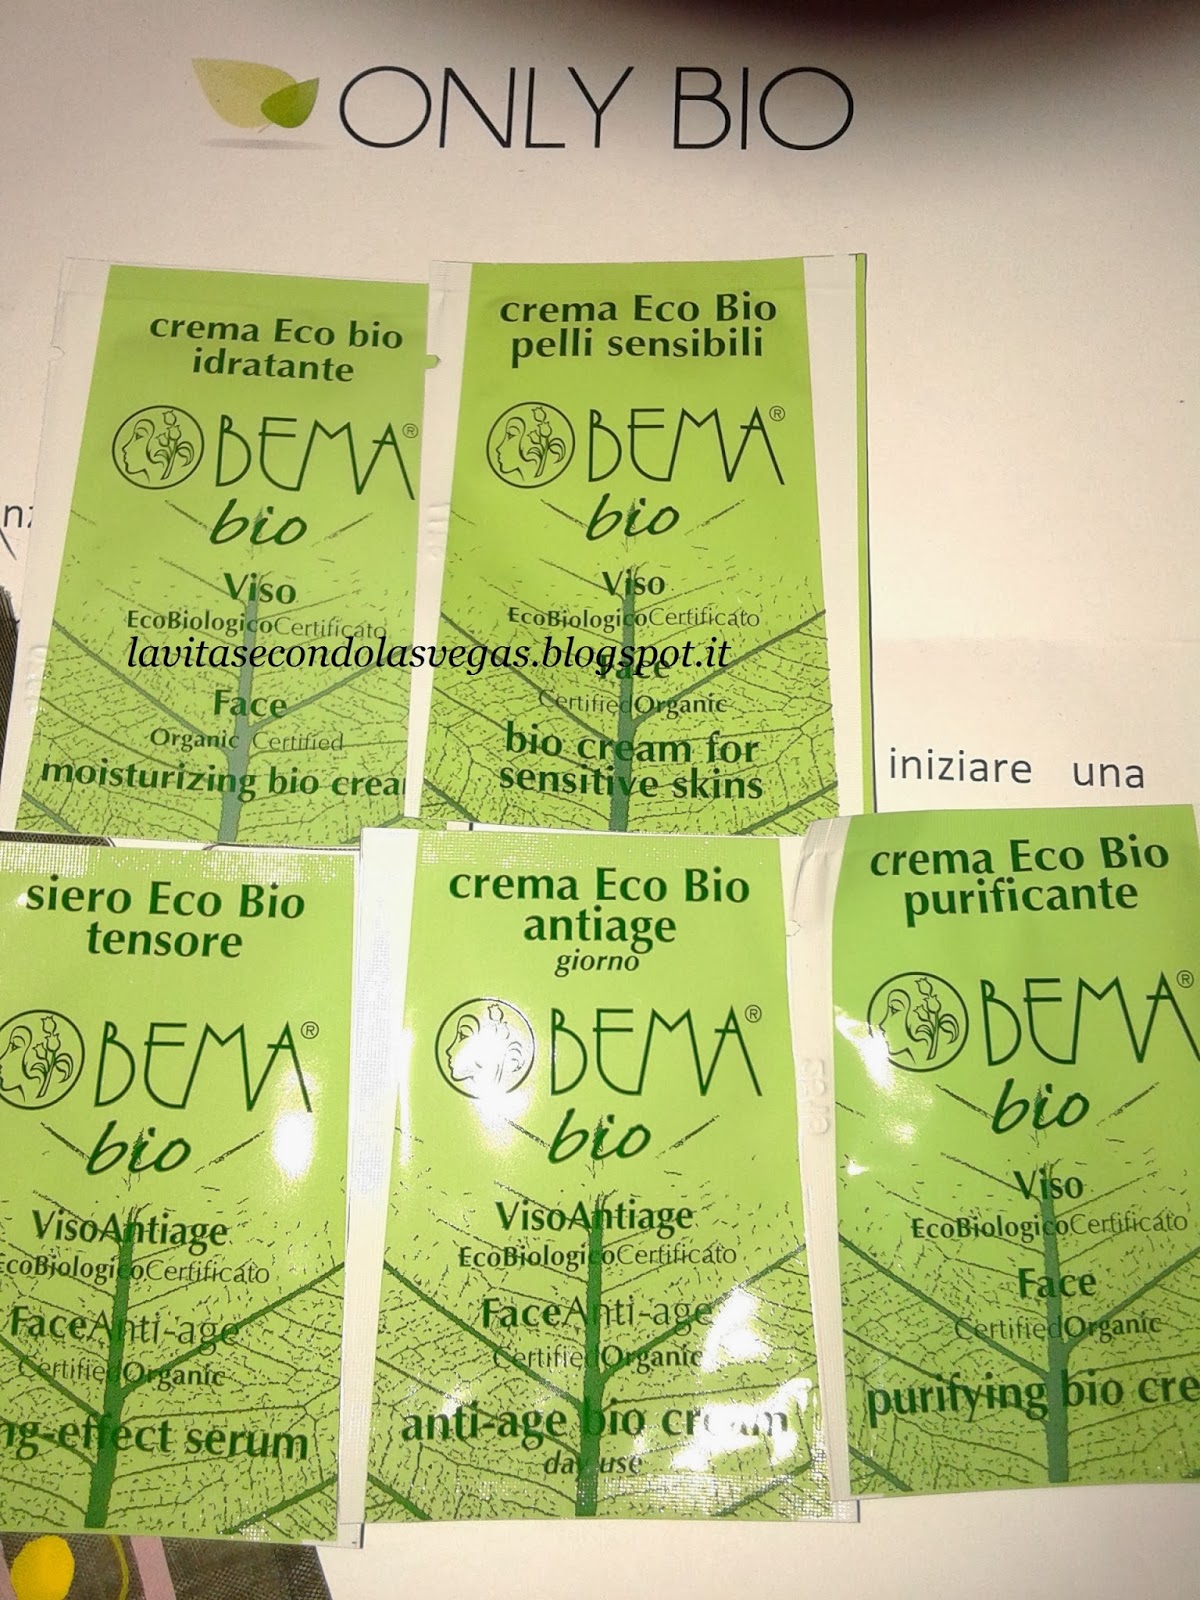 ONLY BIO
crema Eco bio
idratante
BEMA®
bio
Viso
EcoBiologicoCertificato
Face
Organic Certified
moisturizing bio crea
crema Eco Bio
pelli sensibili
BEMA®
bio
Viso
EcoBiologicoCertificato
Face
CertifiedOrganic
bio cream for
sensitive skins
lavitasecondolasvegas.blogspot.it
iniziare una
siero Eco Bio
tensore
BEMA®
bio
VisoAntiage
EcoBiologicoCertificato
FaceAnti-age
CertifiedOrganic
ng-effect serum
crema Eco Bio
antiage
giorno
BEMA®
bio
VisoAntiage
EcoBiologicoCertificato
FaceAnti-age
CertifiedOrganic
anti-age bio cream
day use
crema Eco Bio
purificante
BEMA®
bio
Viso
EcoBiologicoCertificato
Face
CertifiedOrganic
purifying bio cre